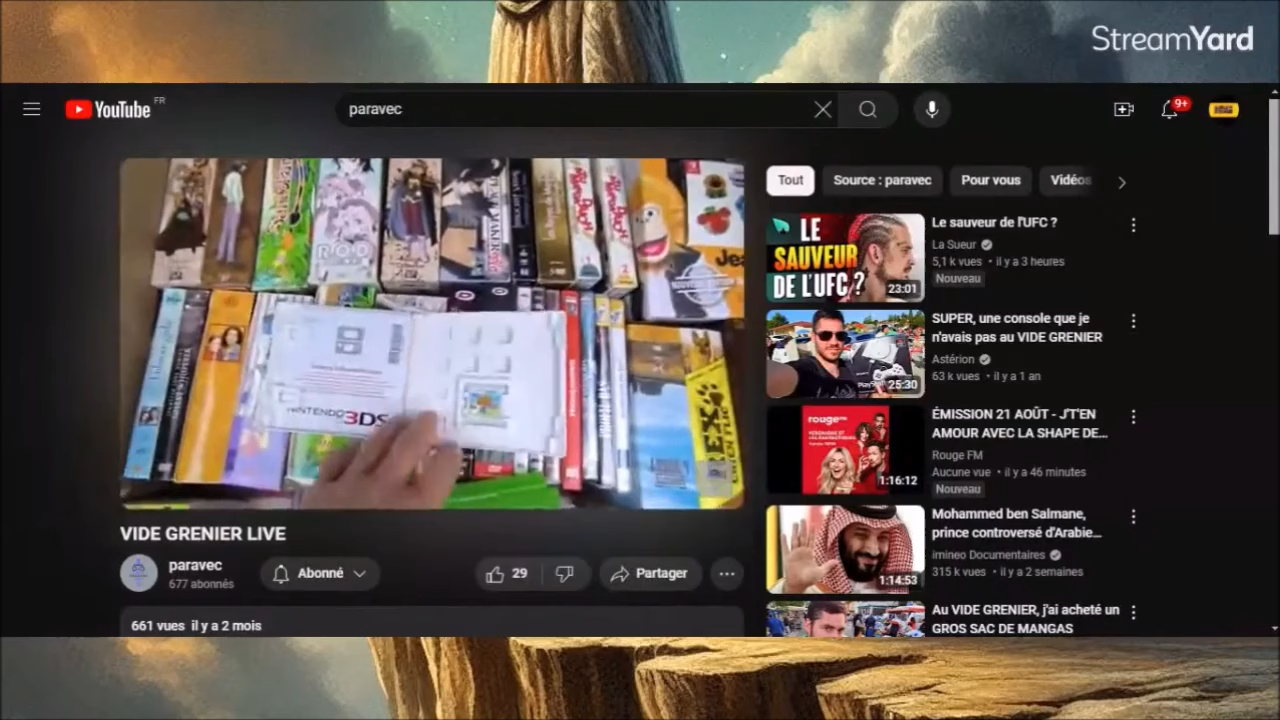 StreamYard
YouTube FR
paravec
9+
NINTENDO 3DS
VIDE GRENIER LIVE
paravec
677 abonnés
Abonné
29
Partager
661 vues il y a 2 mois
Tout
Source : paravec
Pour vous
Vidéos
LE
SAUVEUR
DE L'UFC ?
23:01
Le sauveur de l'UFC ?
La Sueur
5,1 k vues • il y a 3 heures
Nouveau
25:30
SUPER, une console que je
n'avais pas au VIDE GRENIER
Astérion
63 k vues • il y a 1 an
rouge FM
1:16:12
ÉMISSION 21 AOÛT - J'T'EN
AMOUR AVEC LA SHAPE DE...
Rouge FM
Aucune vue • il y a 46 minutes
Nouveau
1:14:53
Mohammed ben Salmane,
prince controversé d'Arabie...
imineo Documentaires
315 k vues • il y a 2 semaines
Au VIDE GRENIER, j'ai acheté un
GROS SAC DE MANGAS